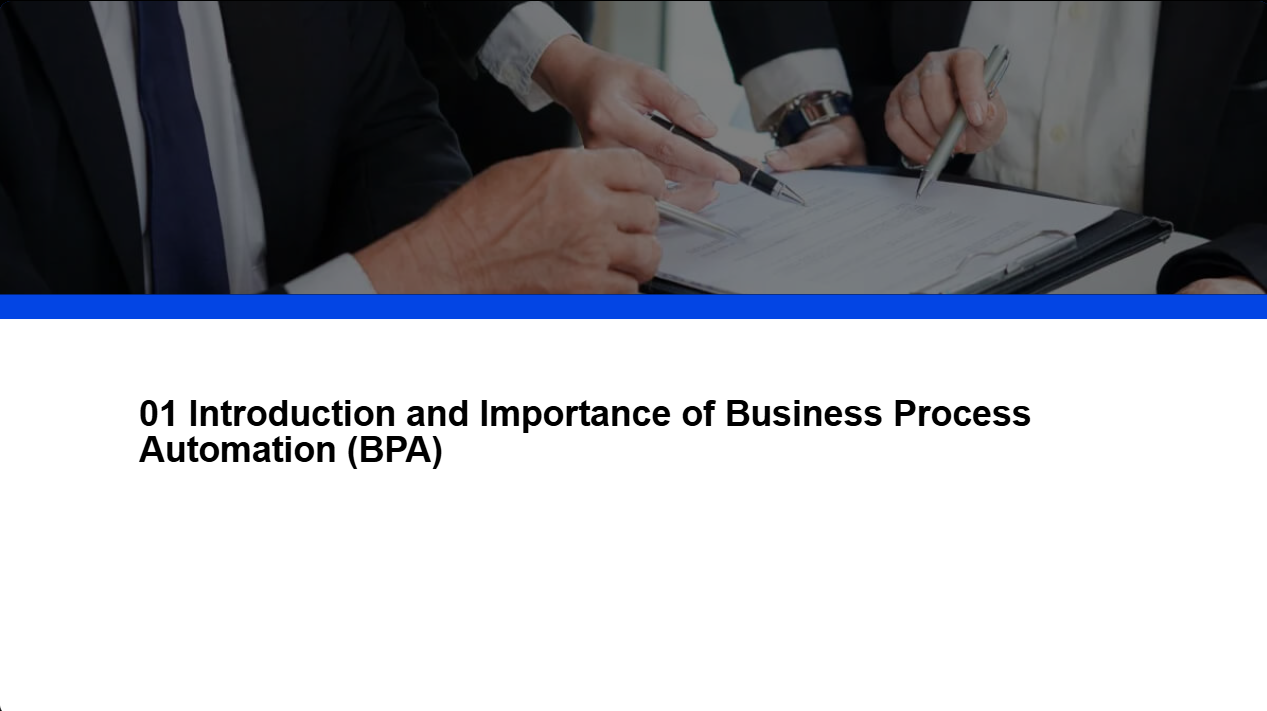 01 Introduction and Importance of Business Process
Automation (BPA)